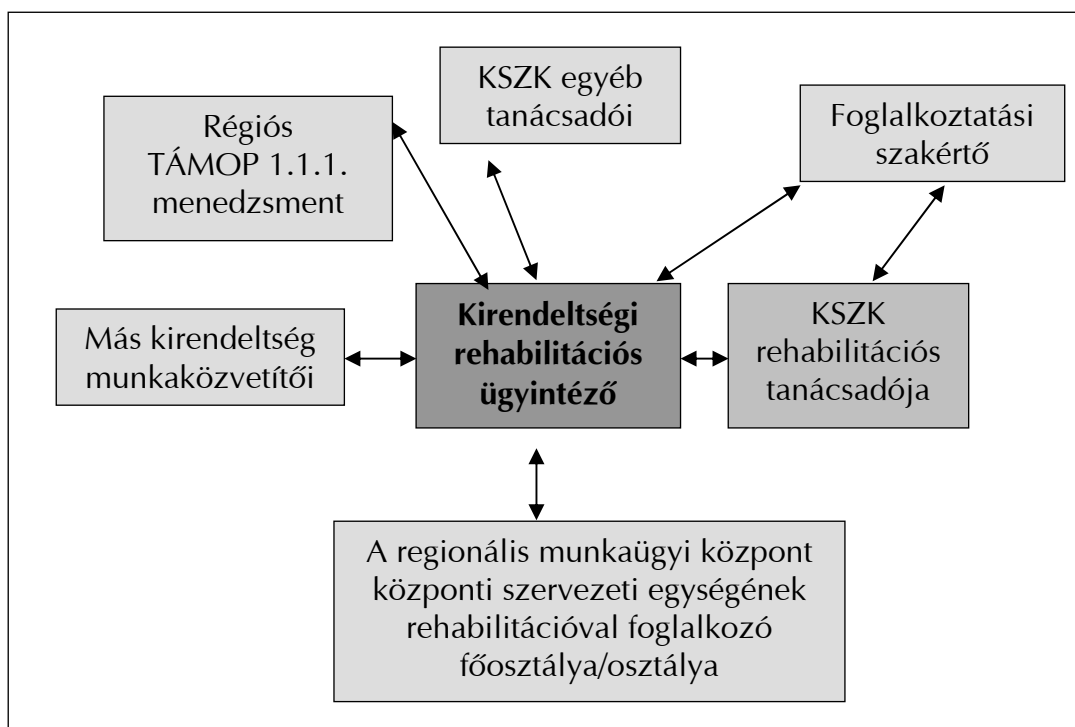 KSZK egyéb
tanácsadói
Régiós
TÁMOP 1.1.1.
menedzsment
Foglalkoztatási
szakértő
Más kirendeltség
munkaközvetítői
Kirendeltségi
rehabilitációs
ügyintéző
KSZK
rehabilitációs
tanácsadója
A regionális munkaügyi központ
központi szervezeti egységének
rehabilitációval foglalkozó
főosztálya/osztálya